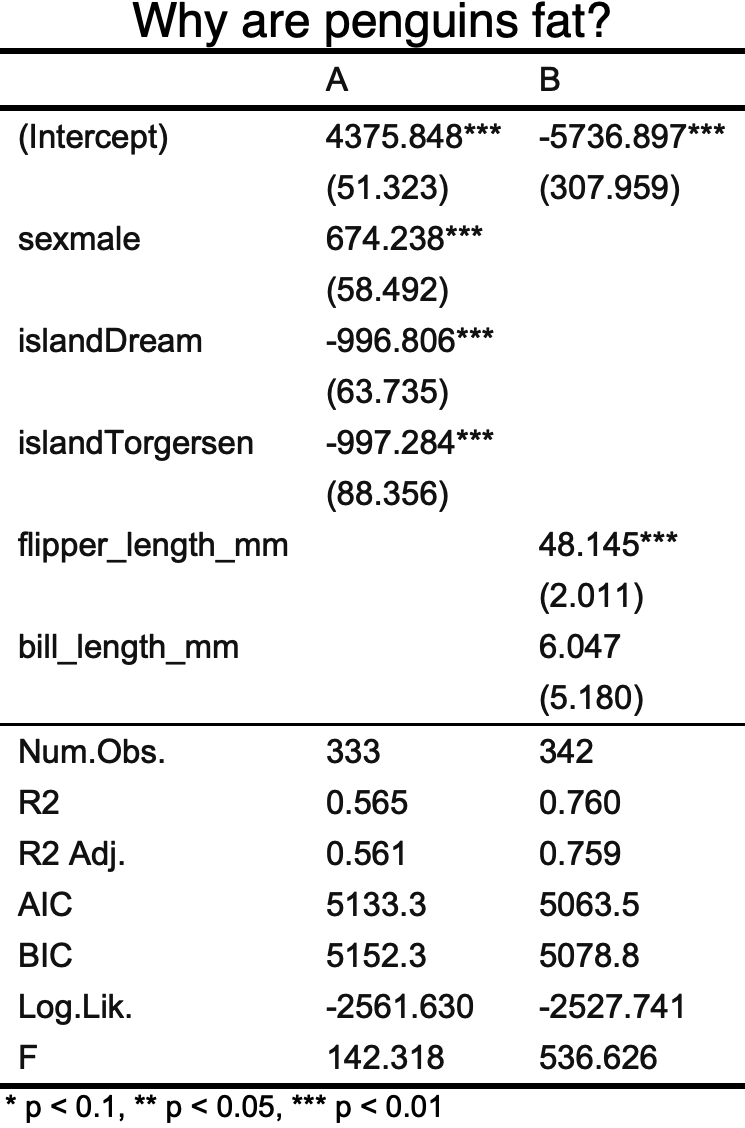 Why are penguins fat?
A B
(Intercept) 4375.848*** -5736.897***
(51.323) (307.959)
sexmale 674.238***
(58.492)
islandDream -996.806***
(63.735)
islandTorgersen -997.284***
(88.356)
flipper_length_mm 48.145***
(2.011)
bill_length_mm 6.047
(5.180)
Num.Obs. 333 342
R2 0.565 0.760
R2 Adj. 0.561 0.759
AIC 5133.3 5063.5
BIC 5152.3 5078.8
Log.Lik. -2561.630 -2527.741
F 142.318 536.626
* p < 0.1, ** p < 0.05, *** p < 0.01